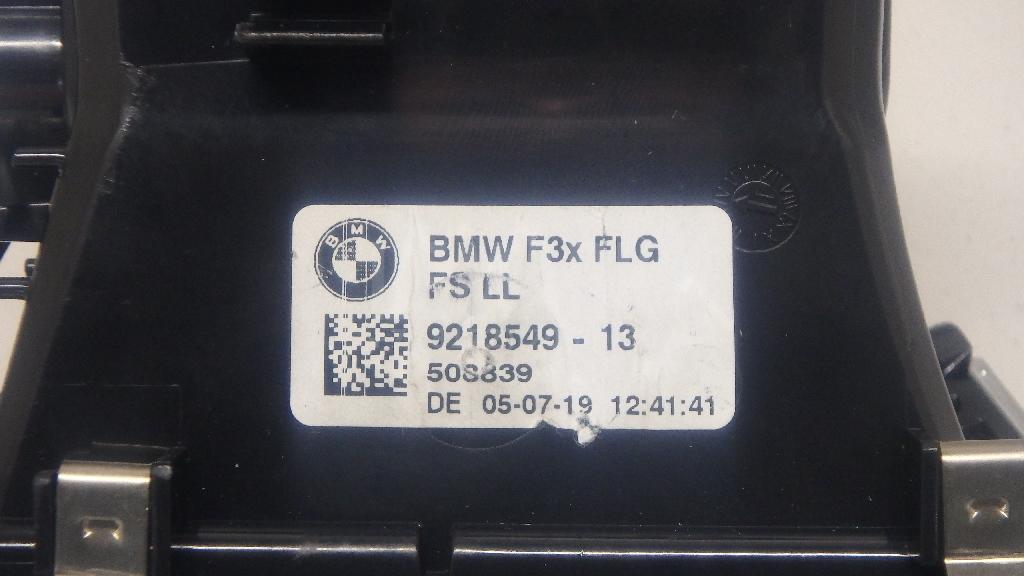 BMW
BMW F3x FLG
FS LL
9218549 - 13
508839
DE 05-07-19 12:41:41